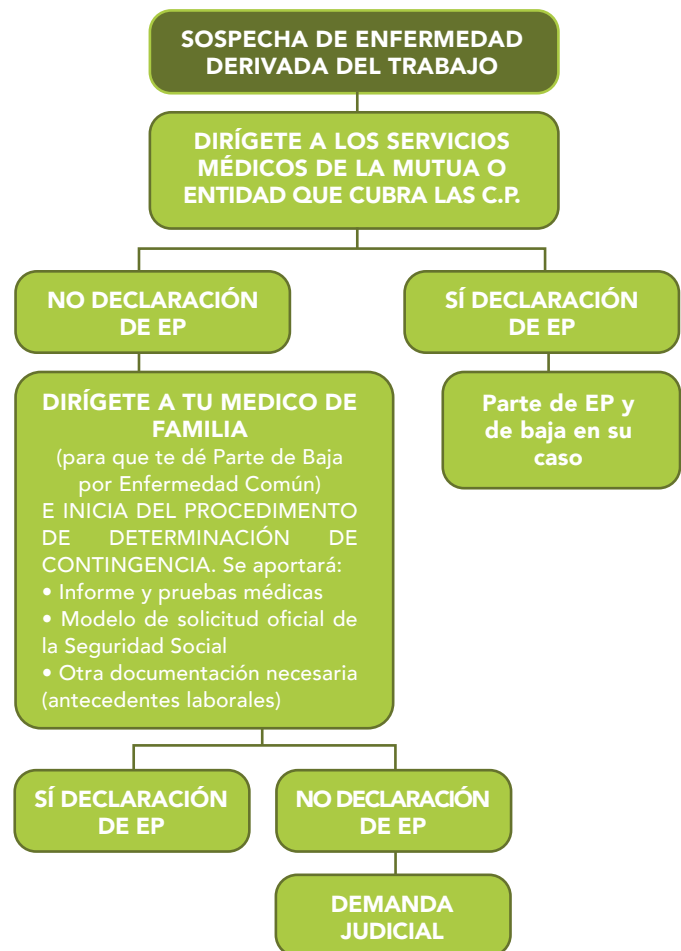 SOSPECHA DE ENFERMEDAD
DERIVADA DEL TRABAJO
DIRÍGETE A LOS SERVICIOS
MÉDICOS DE LA MUTUA O
ENTIDAD QUE CUBRA LAS C.P.
NO DECLARACIÓN
DE EP
SÍ DECLARACIÓN
DE EP
DIRÍGETE A TU MEDICO DE
FAMILIA
(para que te dé Parte de Baja
por Enfermedad Común)
E INICIA DEL PROCEDIMENTO
DE DETERMINACIÓN DE
CONTINGENCIA. Se aportará:
• Informe y pruebas médicas
• Modelo de solicitud oficial de
la Seguridad Social
• Otra documentación necesaria
(antecedentes laborales)
Parte de EP y
de baja en su
caso
SÍ DECLARACIÓN
DE EP
NO DECLARACIÓN
DE EP
DEMANDA
JUDICIAL